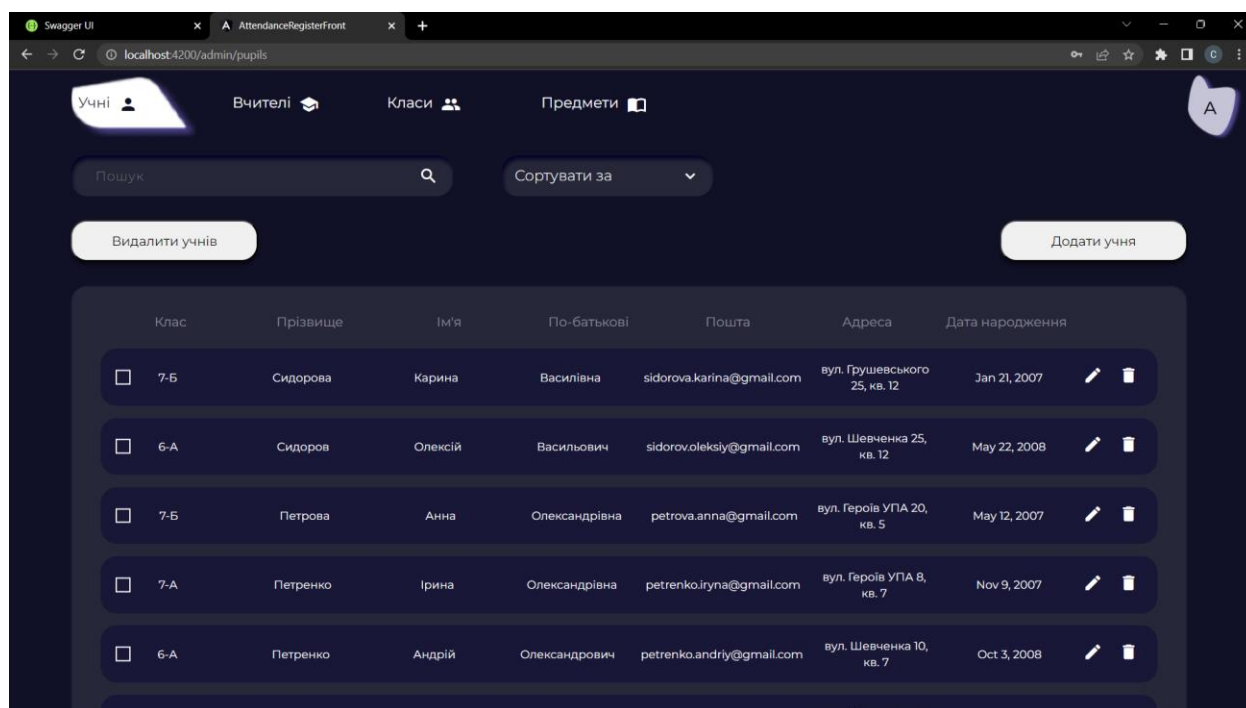 Swagger UI
AttendanceRegisterFront
localhost:4200/admin/pupils
C
Учні
Вчителі
Класи
Предмети
A
Пошук
Сортувати за
Видалити учнів
Додати учня
Клас Прізвище Ім'я По-батькові Пошта Адреса Дата народження
7-Б Сидорова Карина Василівна sidorova.karina@gmail.com вул. Грушевського Jan 21, 2007
25, кв. 12
6-А Сидоров Олексій Васильович sidorov.oleksiy@gmail.com вул. Шевченка 25, May 22, 2008
кв. 12
7-Б Петрова Анна Олександрівна petrova.anna@gmail.com вул. Героїв УПА 20, May 12, 2007
кв. 5
7-А Петренко Ірина Олександрівна petrenko.iryna@gmail.com вул. Героїв УПА 8, Nov 9, 2007
кв. 7
6-А Петренко Андрій Олександрович petrenko.andriy@gmail.com вул. Шевченка 10, Oct 3, 2008
кв. 7